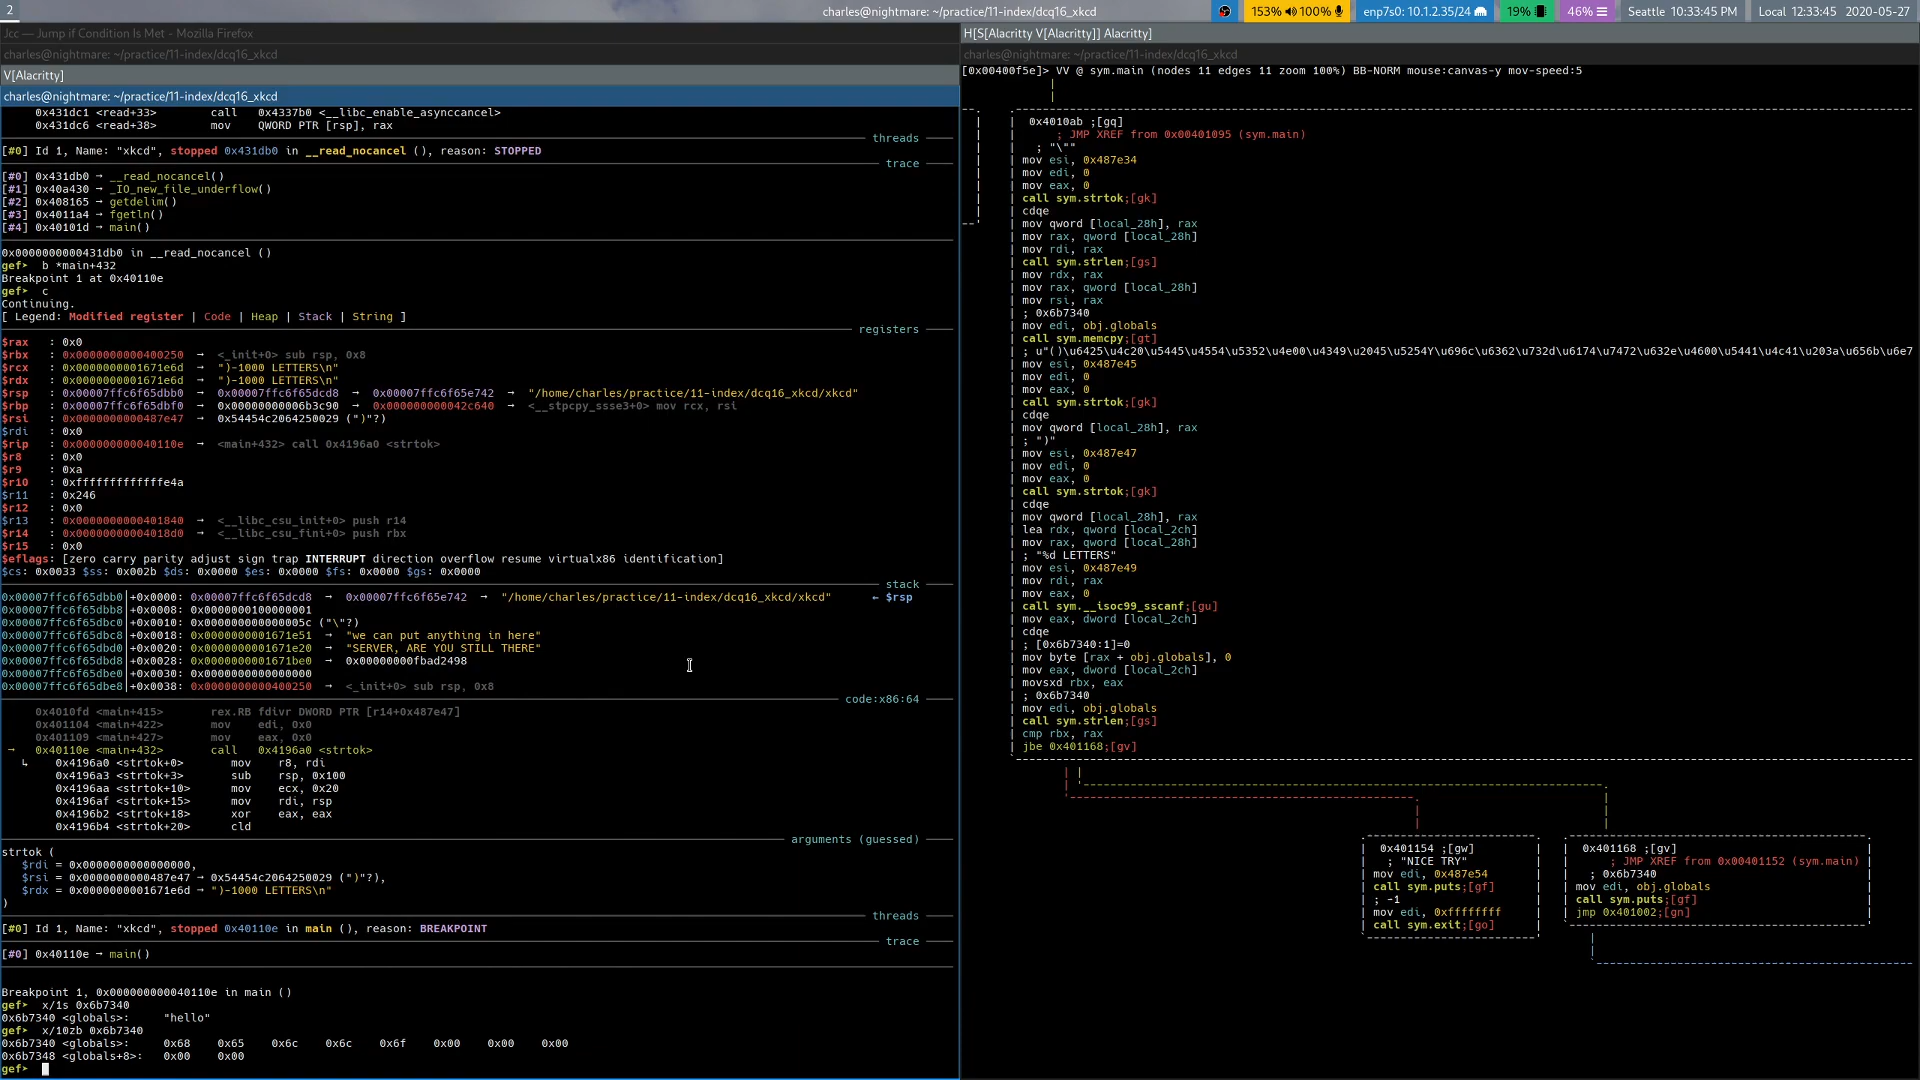 2
charles@nightmare: ~/practice/11-index/dcq16_xkcd
153% 100%
enp7s0: 10.1.2.35/24
19%
46%
Seattle 10:33:45 PM
Local 12:33:45
2020-05-27
Jcc — Jump if Condition Is Met - Mozilla Firefox
charles@nightmare: ~/practice/11-index/dcq16_xkcd
V[Alacritty]
charles@nightmare: ~/practice/11-index/dcq16_xkcd
0x431dc1 <read+33> call 0x4337b0 <__libc_enable_asynccancel>
0x431dc6 <read+38> mov QWORD PTR [rsp], rax
threads
[#0] Id 1, Name: "xkcd", stopped 0x431db0 in __read_nocancel (), reason: STOPPED
trace
[#0] 0x431db0 → __read_nocancel()
[#1] 0x40a430 → _IO_new_file_underflow()
[#2] 0x408165 → getdelim()
[#3] 0x4011a4 → fgetln()
[#4] 0x40101d → main()
0x0000000000431db0 in __read_nocancel ()
gef➤ b *main+432
Breakpoint 1 at 0x40110e
gef➤ c
Continuing.
[ Legend: Modified register | Code | Heap | Stack | String ]
registers
$rax : 0x0
$rbx : 0x0000000000400250 → <_init+0> sub rsp, 0x8
$rcx : 0x0000000001671e6d → ")-1000 LETTERS\n"
$rdx : 0x0000000001671e6d → ")-1000 LETTERS\n"
$rsp : 0x00007ffc6f65dbb0 → 0x00007ffc6f65dcd8 → 0x00007ffc6f65e742 → "/home/charles/practice/11-index/dcq16_xkcd/xkcd"
$rbp : 0x00007ffc6f65dbf0 → 0x00000000006b3c90 → 0x000000000042c640 → <__stpcpy_ssse3+0> mov rcx, rsi
$rsi : 0x0000000000487e47 → 0x54454c2064250029 (")"?)
$rdi : 0x0
$rip : 0x000000000040110e → <main+432> call 0x4196a0 <strtok>
$r8 : 0x0
$r9 : 0xa
$r10 : 0xfffffffffffffe4a
$r11 : 0x246
$r12 : 0x0
$r13 : 0x0000000000401840 → <__libc_csu_init+0> push r14
$r14 : 0x00000000004018d0 → <__libc_csu_fini+0> push rbx
$r15 : 0x0
$eflags: [zero carry parity adjust sign trap INTERRUPT direction overflow resume virtualx86 identification]
$cs: 0x0033 $ss: 0x002b $ds: 0x0000 $es: 0x0000 $fs: 0x0000 $gs: 0x0000
stack
0x00007ffc6f65dbb0│+0x0000: 0x00007ffc6f65dcd8 → 0x00007ffc6f65e742 → "/home/charles/practice/11-index/dcq16_xkcd/xkcd" ← $rsp
0x00007ffc6f65dbb8│+0x0008: 0x0000000100000001
0x00007ffc6f65dbc0│+0x0010: 0x000000000000005c ("\"?)
0x00007ffc6f65dbc8│+0x0018: 0x0000000001671e51 → "we can put anything in here"
0x00007ffc6f65dbd0│+0x0020: 0x0000000001671e20 → "SERVER, ARE YOU STILL THERE"
0x00007ffc6f65dbd8│+0x0028: 0x0000000001671be0 → 0x00000000fbad2498
0x00007ffc6f65dbe0│+0x0030: 0x0000000000000000
0x00007ffc6f65dbe8│+0x0038: 0x0000000000400250 → <_init+0> sub rsp, 0x8
code:x86:64
0x4010fd <main+415> rex.RB fdivr DWORD PTR [r14+0x487e47]
0x401104 <main+422> mov edi, 0x0
0x401109 <main+427> mov eax, 0x0
→ 0x40110e <main+432> call 0x4196a0 <strtok>
↳ 0x4196a0 <strtok+0> mov r8, rdi
0x4196a3 <strtok+3> sub rsp, 0x100
0x4196aa <strtok+10> mov ecx, 0x20
0x4196af <strtok+15> mov rdi, rsp
0x4196b2 <strtok+18> xor eax, eax
0x4196b4 <strtok+20> cld
arguments (guessed)
strtok (
$rdi = 0x0000000000000000,
$rsi = 0x0000000000487e47 → 0x54454c2064250029 (")"?),
$rdx = 0x0000000001671e6d → ")-1000 LETTERS\n"
)
threads
[#0] Id 1, Name: "xkcd", stopped 0x40110e in main (), reason: BREAKPOINT
trace
[#0] 0x40110e → main()
Breakpoint 1, 0x000000000040110e in main ()
gef➤ x/1s 0x6b7340
0x6b7340 <globals>: "hello"
gef➤ x/10zb 0x6b7340
0x6b7340 <globals>: 0x68 0x65 0x6c 0x6c 0x6f 0x00 0x00 0x00
0x6b7348 <globals+8>: 0x00 0x00
gef➤
H[S[Alacritty V[Alacritty]] Alacritty]
charles@nightmare: ~/practice/11-index/dcq16_xkcd
[0x00400f5e]> VV @ sym.main (nodes 11 edges 11 zoom 100%) BB-NORM mouse:canvas-y mov-speed:5
0x4010ab ;[gq]
; JMP XREF from 0x00401095 (sym.main)
; "\""
mov esi, 0x487e34
mov edi, 0
mov eax, 0
call sym.strtok;[gk]
cdqe
mov qword [local_28h], rax
mov rax, qword [local_28h]
mov rdi, rax
call sym.strlen;[gs]
mov rdx, rax
mov rax, qword [local_28h]
mov rsi, rax
; 0x6b7340
mov edi, obj.globals
call sym.memcpy;[gt]
; u"()\u6425\u4c20\u5445\u4554\u5352\u4e00\u4349\u2045\u5254Y\u696c\u6362\u732d\u6174\u7472\u632e\u4600\u5441\u4c41\u203a\u656b\u6e7
mov esi, 0x487e45
mov edi, 0
mov eax, 0
call sym.strtok;[gk]
cdqe
mov qword [local_28h], rax
; ")"
mov esi, 0x487e47
mov edi, 0
mov eax, 0
call sym.strtok;[gk]
cdqe
mov qword [local_28h], rax
lea rdx, qword [local_2ch]
mov rax, qword [local_28h]
; "%d LETTERS"
mov esi, 0x487e49
mov rdi, rax
mov eax, 0
call sym.__isoc99_sscanf;[gu]
mov eax, dword [local_2ch]
cdqe
; [0x6b7340:1]=0
mov byte [rax + obj.globals], 0
mov eax, dword [local_2ch]
movsxd rbx, eax
; 0x6b7340
mov edi, obj.globals
call sym.strlen;[gs]
cmp rbx, rax
jbe 0x401168;[gv]
0x401154 ;[gw]
; "NICE TRY"
mov edi, 0x487e54
call sym.puts;[gf]
; -1
mov edi, 0xffffffff
call sym.exit;[go]
0x401168 ;[gv]
; JMP XREF from 0x00401152 (sym.main)
; 0x6b7340
mov edi, obj.globals
call sym.puts;[gf]
jmp 0x401002;[gn]